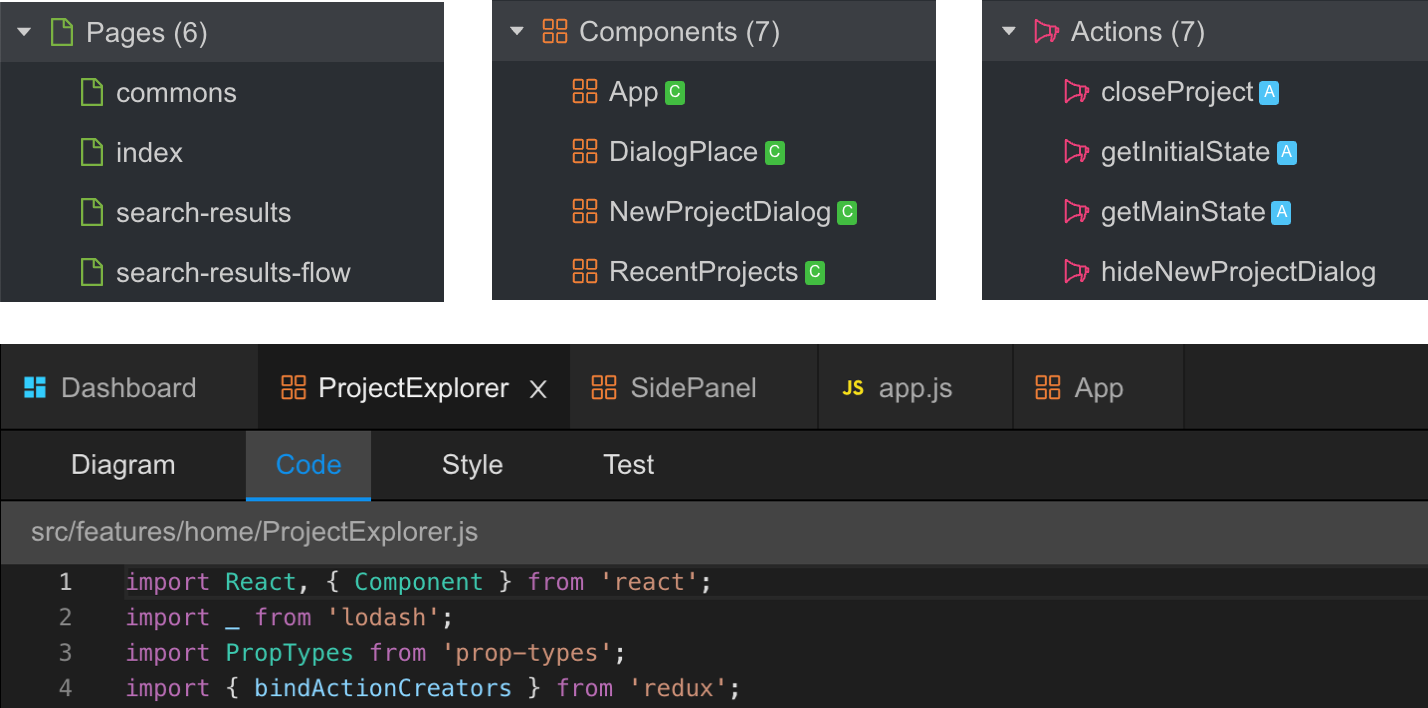 Pages (6)
commons
index
search-results
search-results-flow
Components (7)
App C
DialogPlace C
NewProjectDialog C
RecentProjects C
Actions (7)
closeProject A
getInitialState A
getMainState A
hideNewProjectDialog
Dashboard ProjectExplorer X SidePanel JS app.js App
Diagram Code Style Test
src/features/home/ProjectExplorer.js
1 import React, { Component } from 'react';
2 import _ from 'lodash';
3 import PropTypes from 'prop-types';
4 import { bindActionCreators } from 'redux';